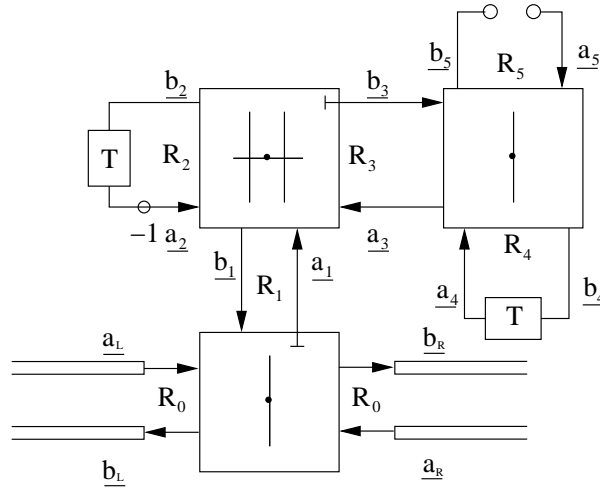 b5 R5 a5
b2 b3
T R2 R3
−1 a2 a3 R4
b1 R1 a1 a4 T b4
aL bR
R0 R0
bL aR